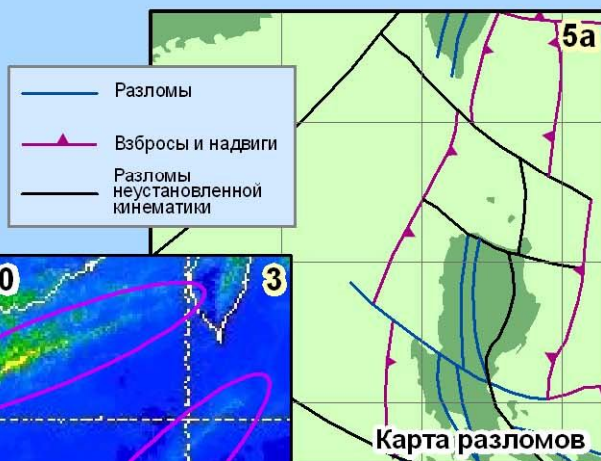 5а
Разломы
Взбросы и надвиги
Разломы
неустановленной
кинематики
0
3
Карта разломов